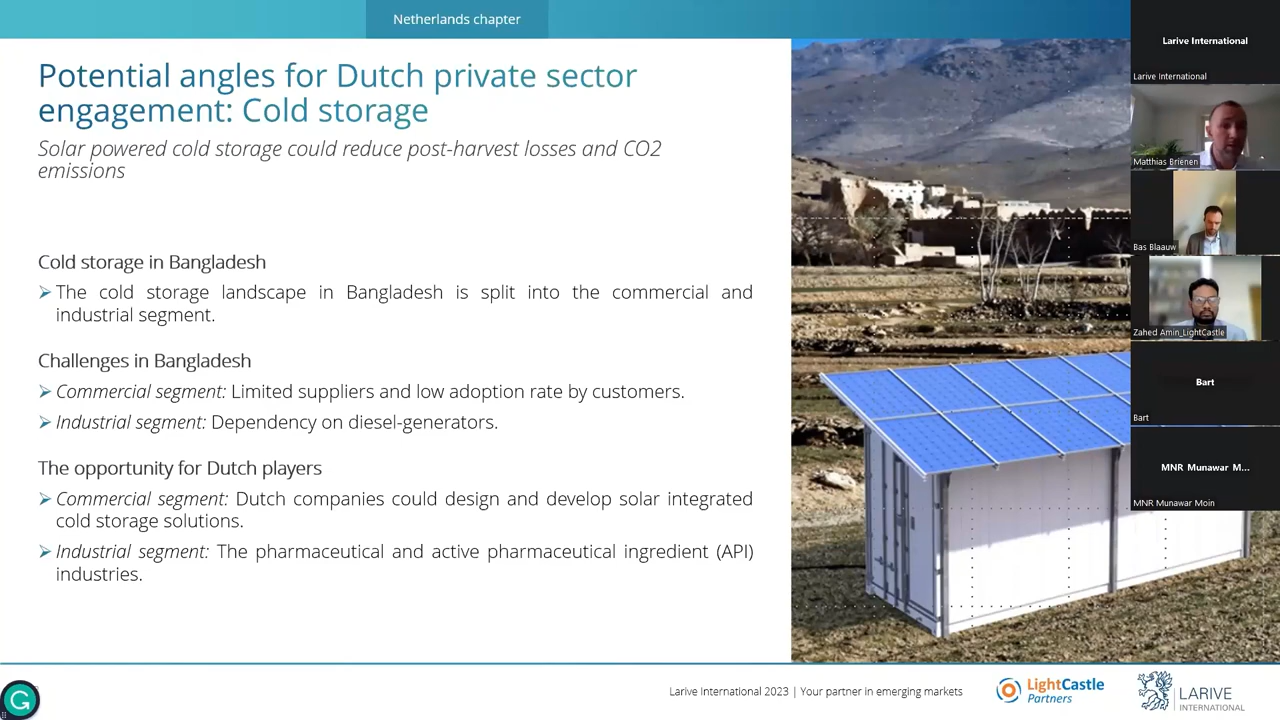 Netherlands chapter
Potential angles for Dutch private sector
engagement: Cold storage
Solar powered cold storage could reduce post-harvest losses and CO2
emissions
Cold storage in Bangladesh
➢ The cold storage landscape in Bangladesh is split into the commercial and
industrial segment.
Challenges in Bangladesh
➢ Commercial segment: Limited suppliers and low adoption rate by customers.
➢ Industrial segment: Dependency on diesel-generators.
The opportunity for Dutch players
➢ Commercial segment: Dutch companies could design and develop solar integrated
cold storage solutions.
➢ Industrial segment: The pharmaceutical and active pharmaceutical ingredient (API)
industries.
Larive International
Larive International
Matthias Brienen
Bas Blaauw
Zahed Amin_LightCastle
Bart
Bart
MNR Munawar M...
MNR Munawar Moin
Larive International 2023 | Your partner in emerging markets
LightCastle
Partners
LARIVE
INTERNATIONAL
G